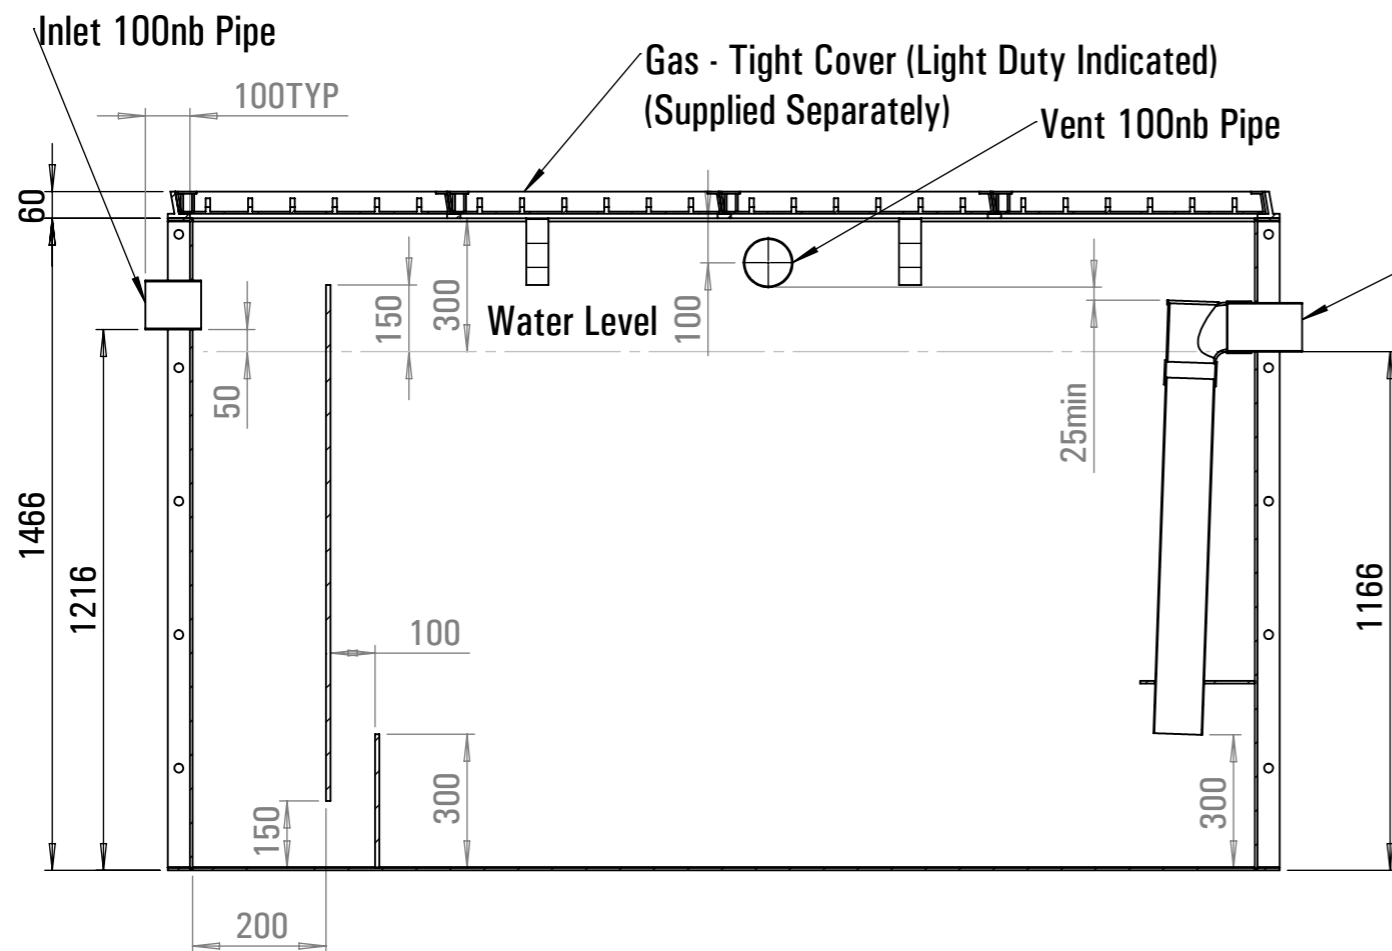 Inlet 100nb Pipe
Gas - Tight Cover (Light Duty Indicated)
(Supplied Separately)
100TYP
Vent 100nb Pipe
60
150
300
Water Level
100
50
25min
1466
1216
100
1166
150
300
300
200